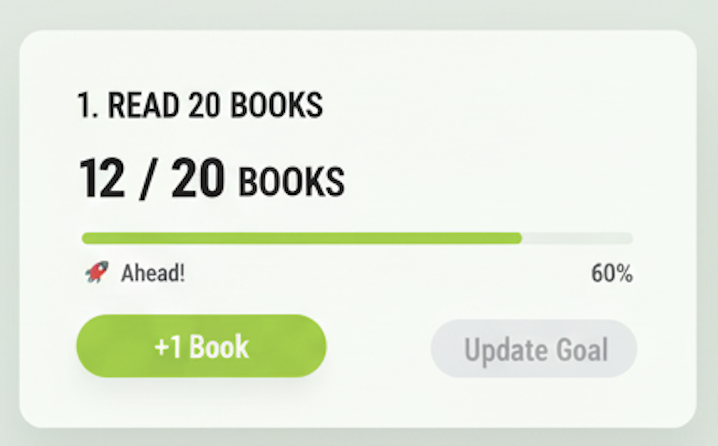 1. READ 20 BOOKS
12 / 20 BOOKS
🚀 Ahead! 60%
+1 Book Update Goal